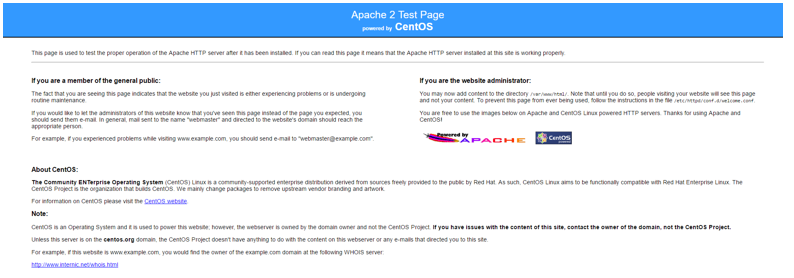 Apache 2 Test Page
powered by CentOS
This page is used to test the proper operation of the Apache HTTP server after it has been installed. If you can read this page it means that the Apache HTTP server installed at this site is working properly.
If you are a member of the general public:
The fact that you are seeing this page indicates that the website you just visited is either experiencing problems or is undergoing
routine maintenance.
If you would like to let the administrators of this website know that you've seen this page instead of the page you expected, you
should send them e-mail. In general, mail sent to the name "webmaster" and directed to the website's domain should reach the
appropriate person.
For example, if you experienced problems while visiting www.example.com, you should send e-mail to "webmaster@example.com".
If you are the website administrator:
You may now add content to the directory /var/www/html/. Note that until you do so, people visiting your website will see this page
and not your content. To prevent this page from ever being used, follow the instructions in the file /etc/httpd/conf.d/welcome.conf.
You are free to use the images below on Apache and CentOS Linux powered HTTP servers. Thanks for using Apache and
CentOS!
Powered by
APACHE
CentOS
About CentOS:
The Community ENTerprise Operating System (CentOS) Linux is a community-supported enterprise distribution derived from sources freely provided to the public by Red Hat. As such, CentOS Linux aims to be functionally compatible with Red Hat Enterprise Linux. The
CentOS Project is the organization that builds CentOS. We mainly change packages to remove upstream vendor branding and artwork.
For information on CentOS please visit the CentOS website.
Note:
CentOS is an Operating System and it is used to power this website; however, the webserver is owned by the domain owner and not the CentOS Project. If you have issues with the content of this site, contact the owner of the domain, not the CentOS Project.
Unless this server is on the centos.org domain, the CentOS Project doesn't have anything to do with the content on this webserver or any e-mails that directed you to this site.
For example, if this website is www.example.com, you would find the owner of the example.com domain at the following WHOIS server:
http://www.internic.net/whois.html